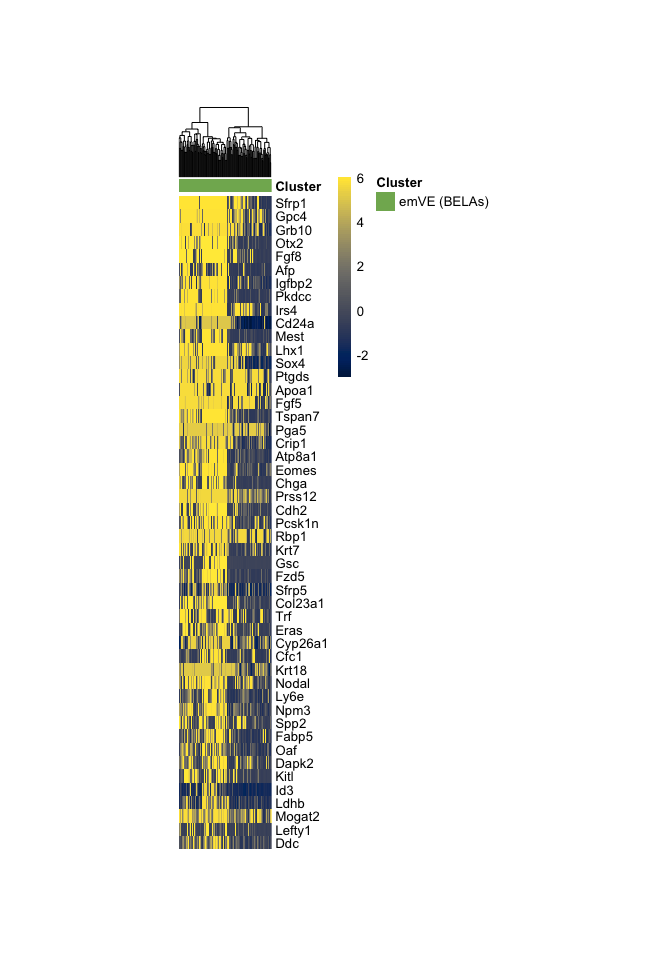 Cluster
Sfrp1
Gpc4
Grb10
Otx2
Fgf8
Afp
Igfbp2
Pkdcc
Irs4
Cd24a
Mest
Lhx1
Sox4
Ptgds
Apoa1
Fgf5
Tspan7
Pga5
Crip1
Atp8a1
Eomes
Chga
Prss12
Cdh2
Pcsk1n
Rbp1
Krt7
Gsc
Fzd5
Sfrp5
Col23a1
Trf
Eras
Cyp26a1
Cfc1
Krt18
Nodal
Ly6e
Npm3
Spp2
Fabp5
Oaf
Dapk2
Kitl
Id3
Ldhb
Mogat2
Lefty1
Ddc
6
4
2
0
-2
Cluster
emVE (BELAs)